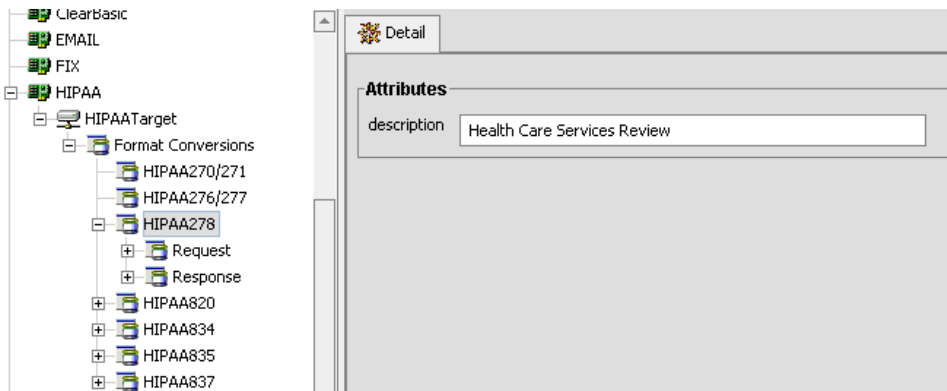 ClearBasic
EMAIL
FIX
HIPAA
HIPAATarget
Format Conversions
HIPAA270/271
HIPAA276/277
HIPAA278
Request
Response
HIPAA820
HIPAA834
HIPAA835
HIPAA837
Detail
Attributes
description Health Care Services Review